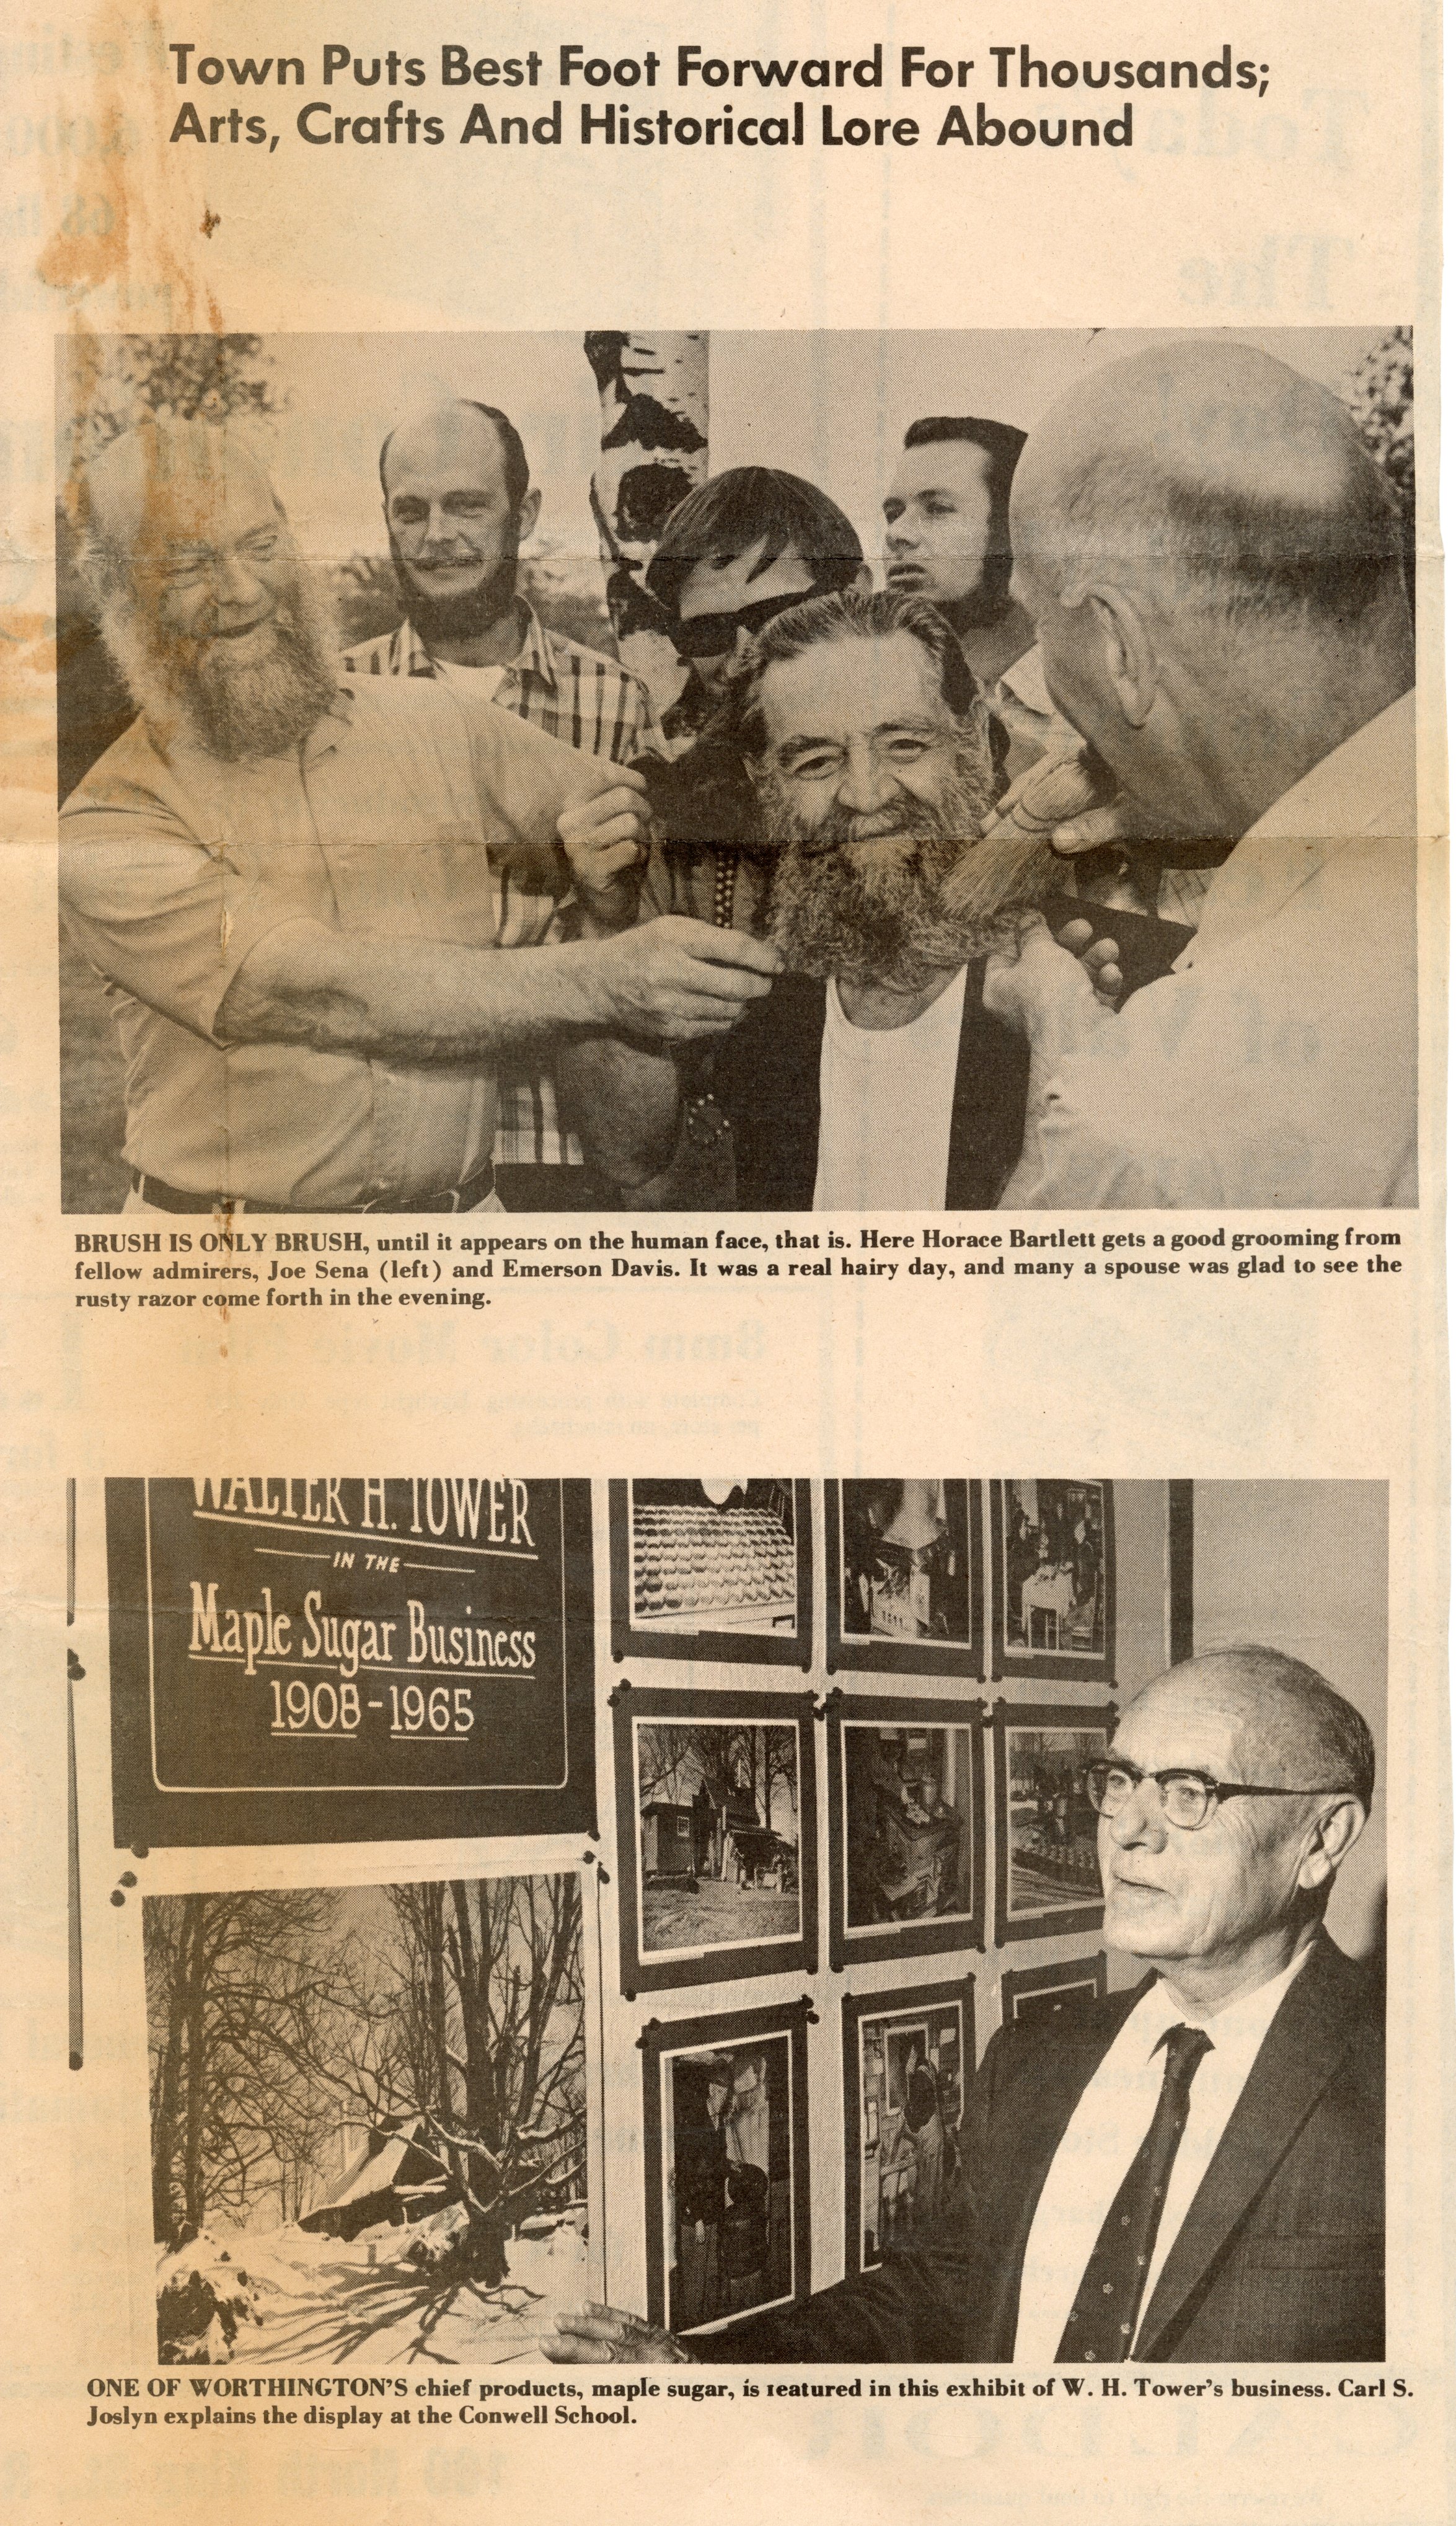 Town Puts Best Foot Forward For Thousands;
Arts, Crafts And Historical Lore Abound
BRUSH IS ONLY BRUSH, until it appears on the human face, that is. Here Horace Bartlett gets a good grooming from
fellow admirers, Joe Sena (left) and Emerson Davis. It was a real hairy day, and many a spouse was glad to see the
rusty razor come forth in the evening.
WALTER H. TOWER
IN THE
Maple Sugar Business
1908-1965
ONE OF WORTHINGTON'S chief products, maple sugar, is featured in this exhibit of W. H. Tower's business. Carl S.
Joslyn explains the display at the Conwell School.